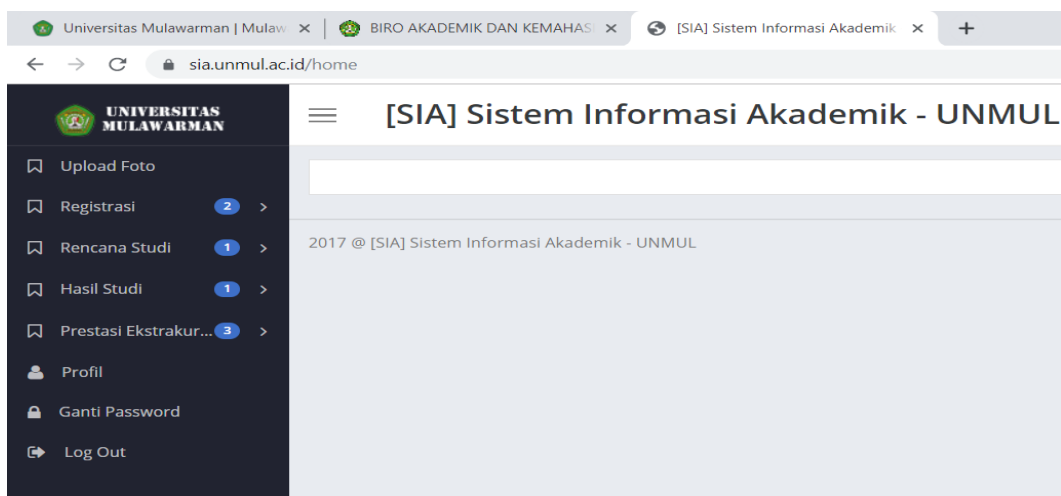 Universitas Mulawarman | Mulaw
BIRO AKADEMIK DAN KEMAHAS
[SIA] Sistem Informasi Akademik
sia.unmul.ac.id/home
UNIVERSITAS
MULAWARMAN
[SIA] Sistem Informasi Akademik - UNMUL
Upload Foto
Registrasi 2
Rencana Studi 1
Hasil Studi 1
Prestasi Ekstrakur... 3
Profil
Ganti Password
Log Out
2017 @ [SIA] Sistem Informasi Akademik - UNMUL